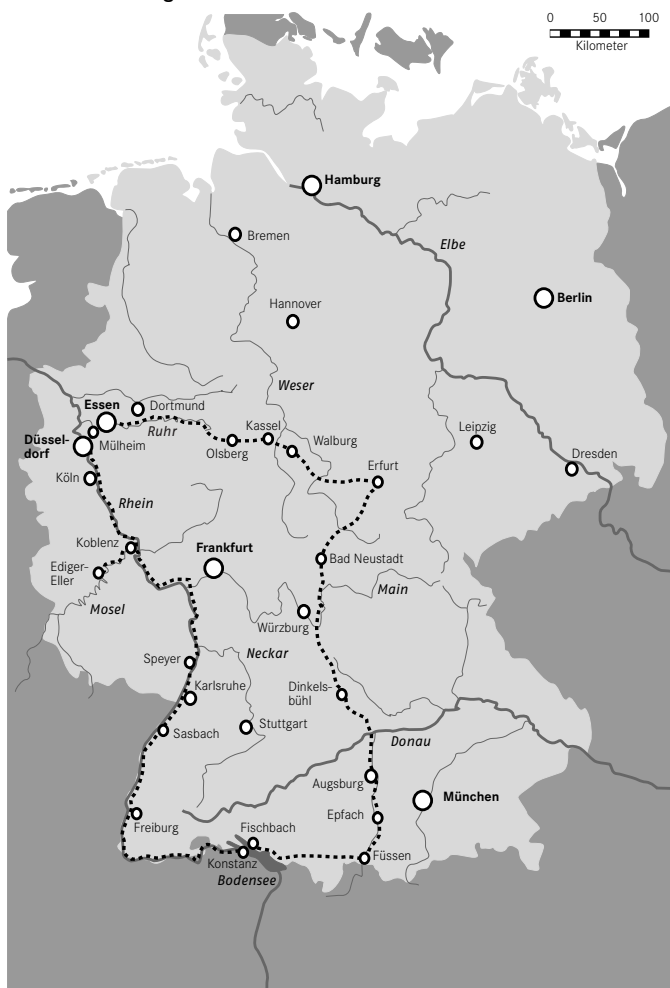 0 50 100
Kilometer
Hamburg
Bremen
Elbe
Berlin
Hannover
Weser
Essen
Dortmund
Ruhr
Düssel-
dorf
Mülheim
Olsberg
Kassel
Walburg
Leipzig
Dresden
Erfurt
Köln
Rhein
Koblenz
Frankfurt
Bad Neustadt
Ediger-
Eller
Main
Mosel
Würzburg
Neckar
Speyer
Karlsruhe
Dinkels-
bühl
Stuttgart
Sasbach
Donau
Augsburg
München
Epfach
Freiburg
Fischbach
Füssen
Konstanz
Bodensee